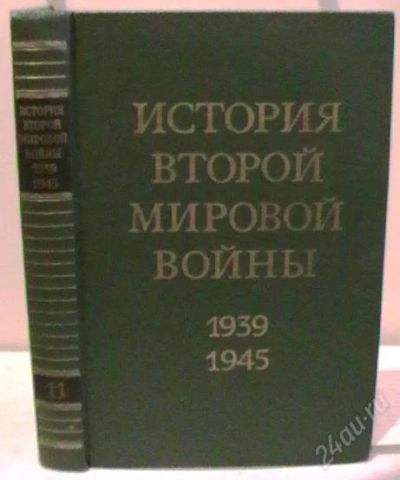 ИСТОРИЯ
ВТОРОЙ
МИРОВОЙ
ВОЙНЫ
1939
1945
11
ИСТОРИЯ
ВТОРОЙ
МИРОВОЙ
ВОЙНЫ
1939
1945
24au.ru